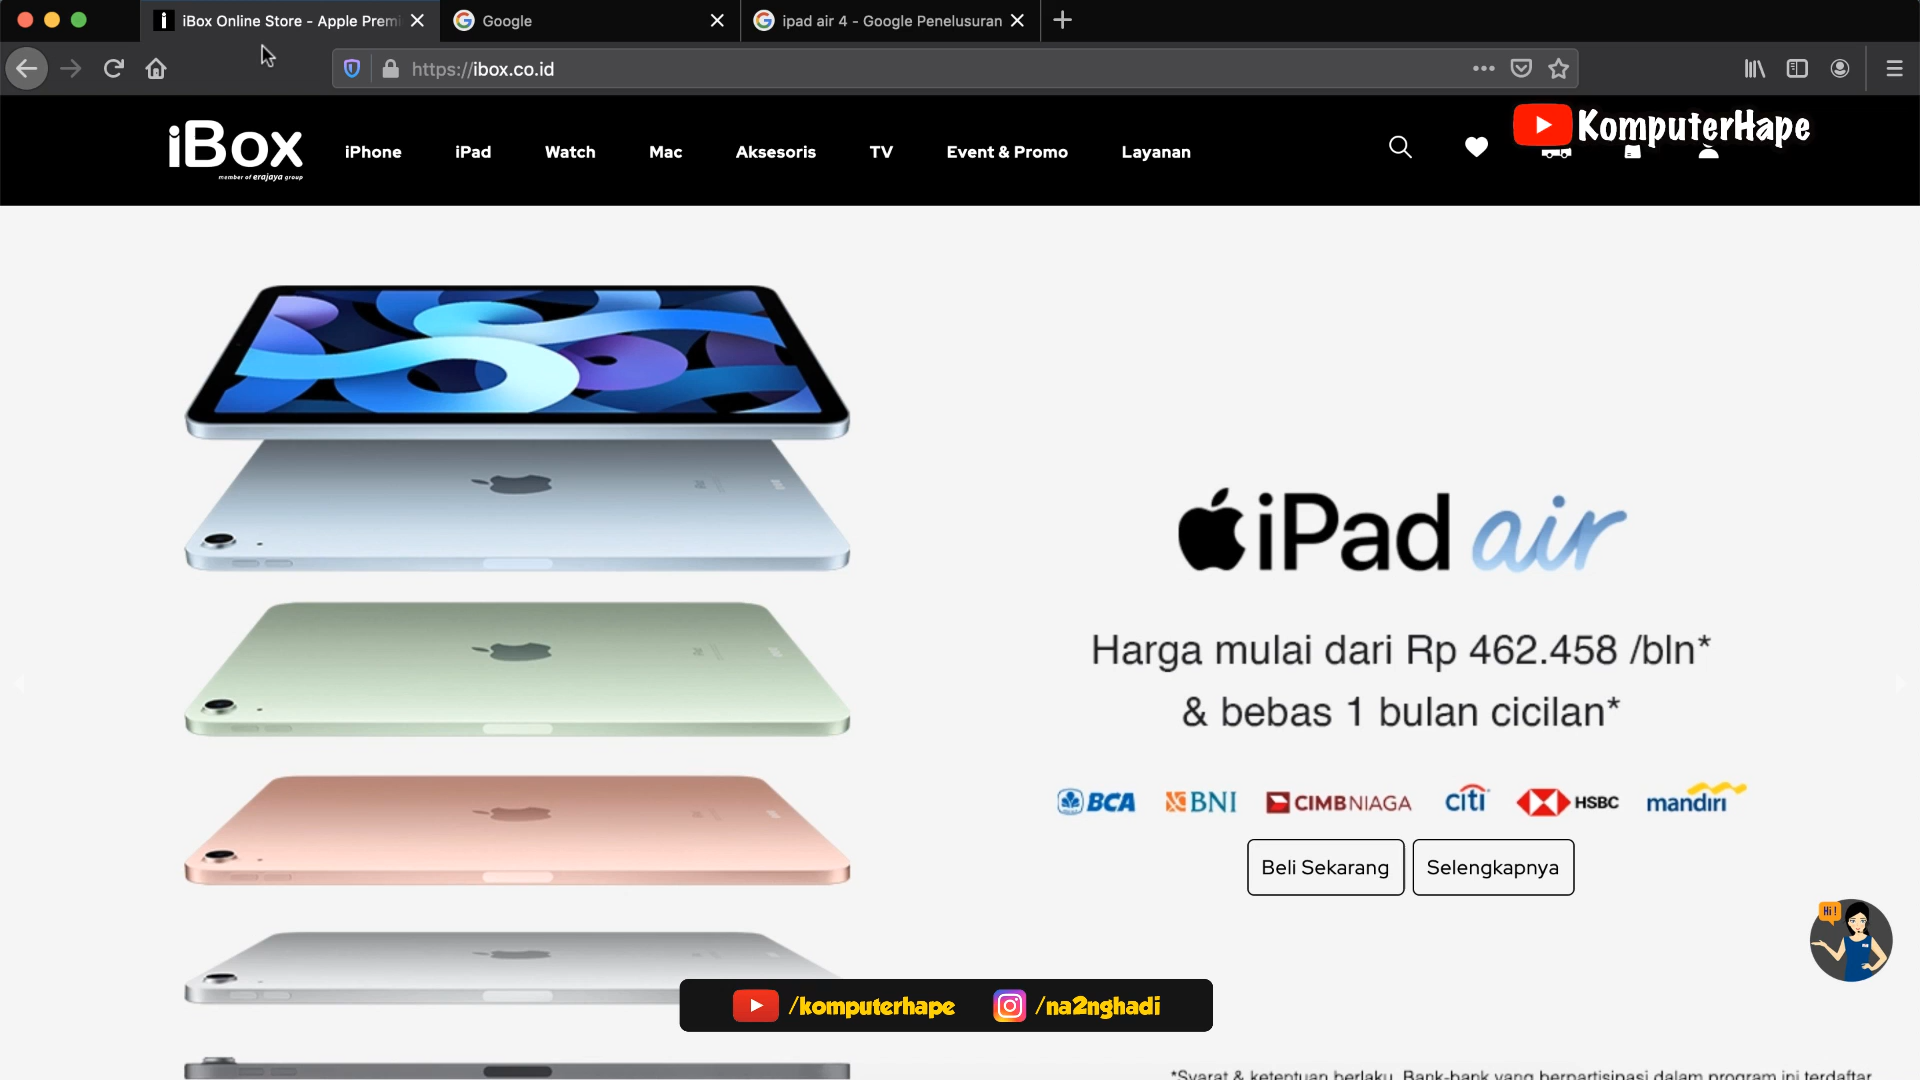 iBox Online Store - Apple Premi
Google
ipad air 4 - Google Penelusuran
https://ibox.co.id
iBox
member of erajaya group
iPhone
iPad
Watch
Mac
Aksesoris
TV
Event & Promo
Layanan
KomputerHape
iPad air
Harga mulai dari Rp 462.458 /bln*
& bebas 1 bulan cicilan*
BCA
BNI
CIMB NIAGA
citi
HSBC
mandiri
Beli Sekarang
Selengkapnya
Hi !
/komputerhape
/na2nghadi
*Syarat & ketentuan berlaku. Bank-bank yang berpartisipasi dalam program ini terdaftar